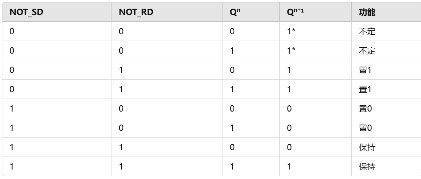 NOT_SD NOT_RD Qⁿ Qⁿ⁺¹ 功能
0 0 0 1* 不定
0 0 1 1* 不定
0 1 0 1 置1
0 1 1 1 置1
1 0 0 0 置0
1 0 1 0 置0
1 1 0 0 保持
1 1 1 1 保持